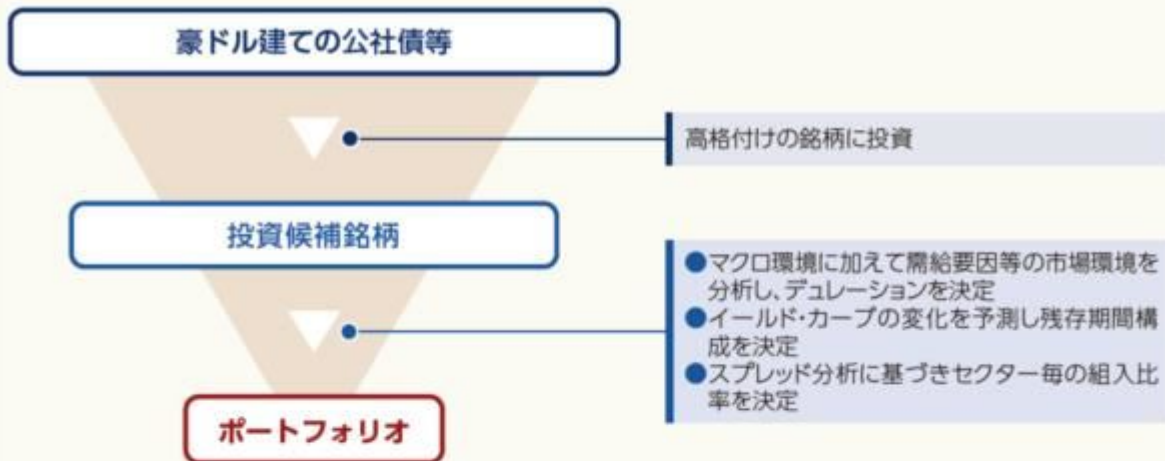 豪ドル建ての公社債等
高格付けの銘柄に投資
投資候補銘柄
●マクロ環境に加えて需給要因等の市場環境を
分析し、デュレーションを決定
●イールド・カーブの変化を予測し残存期間構
成を決定
●スプレッド分析に基づきセクター毎の組入比
率を決定
ポートフォリオ